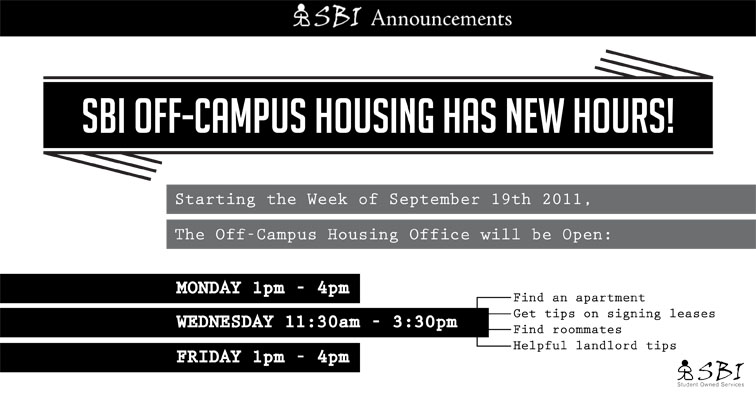 SBI Announcements
SBI OFF-CAMPUS HOUSING HAS NEW HOURS!
Starting the Week of September 19th 2011,
The Off-Campus Housing Office will be Open:
MONDAY 1pm - 4pm
WEDNESDAY 11:30am - 3:30pm
FRIDAY 1pm - 4pm
Find an apartment
Get tips on signing leases
Find roommates
Helpful landlord tips
SBI
Student Owned Services